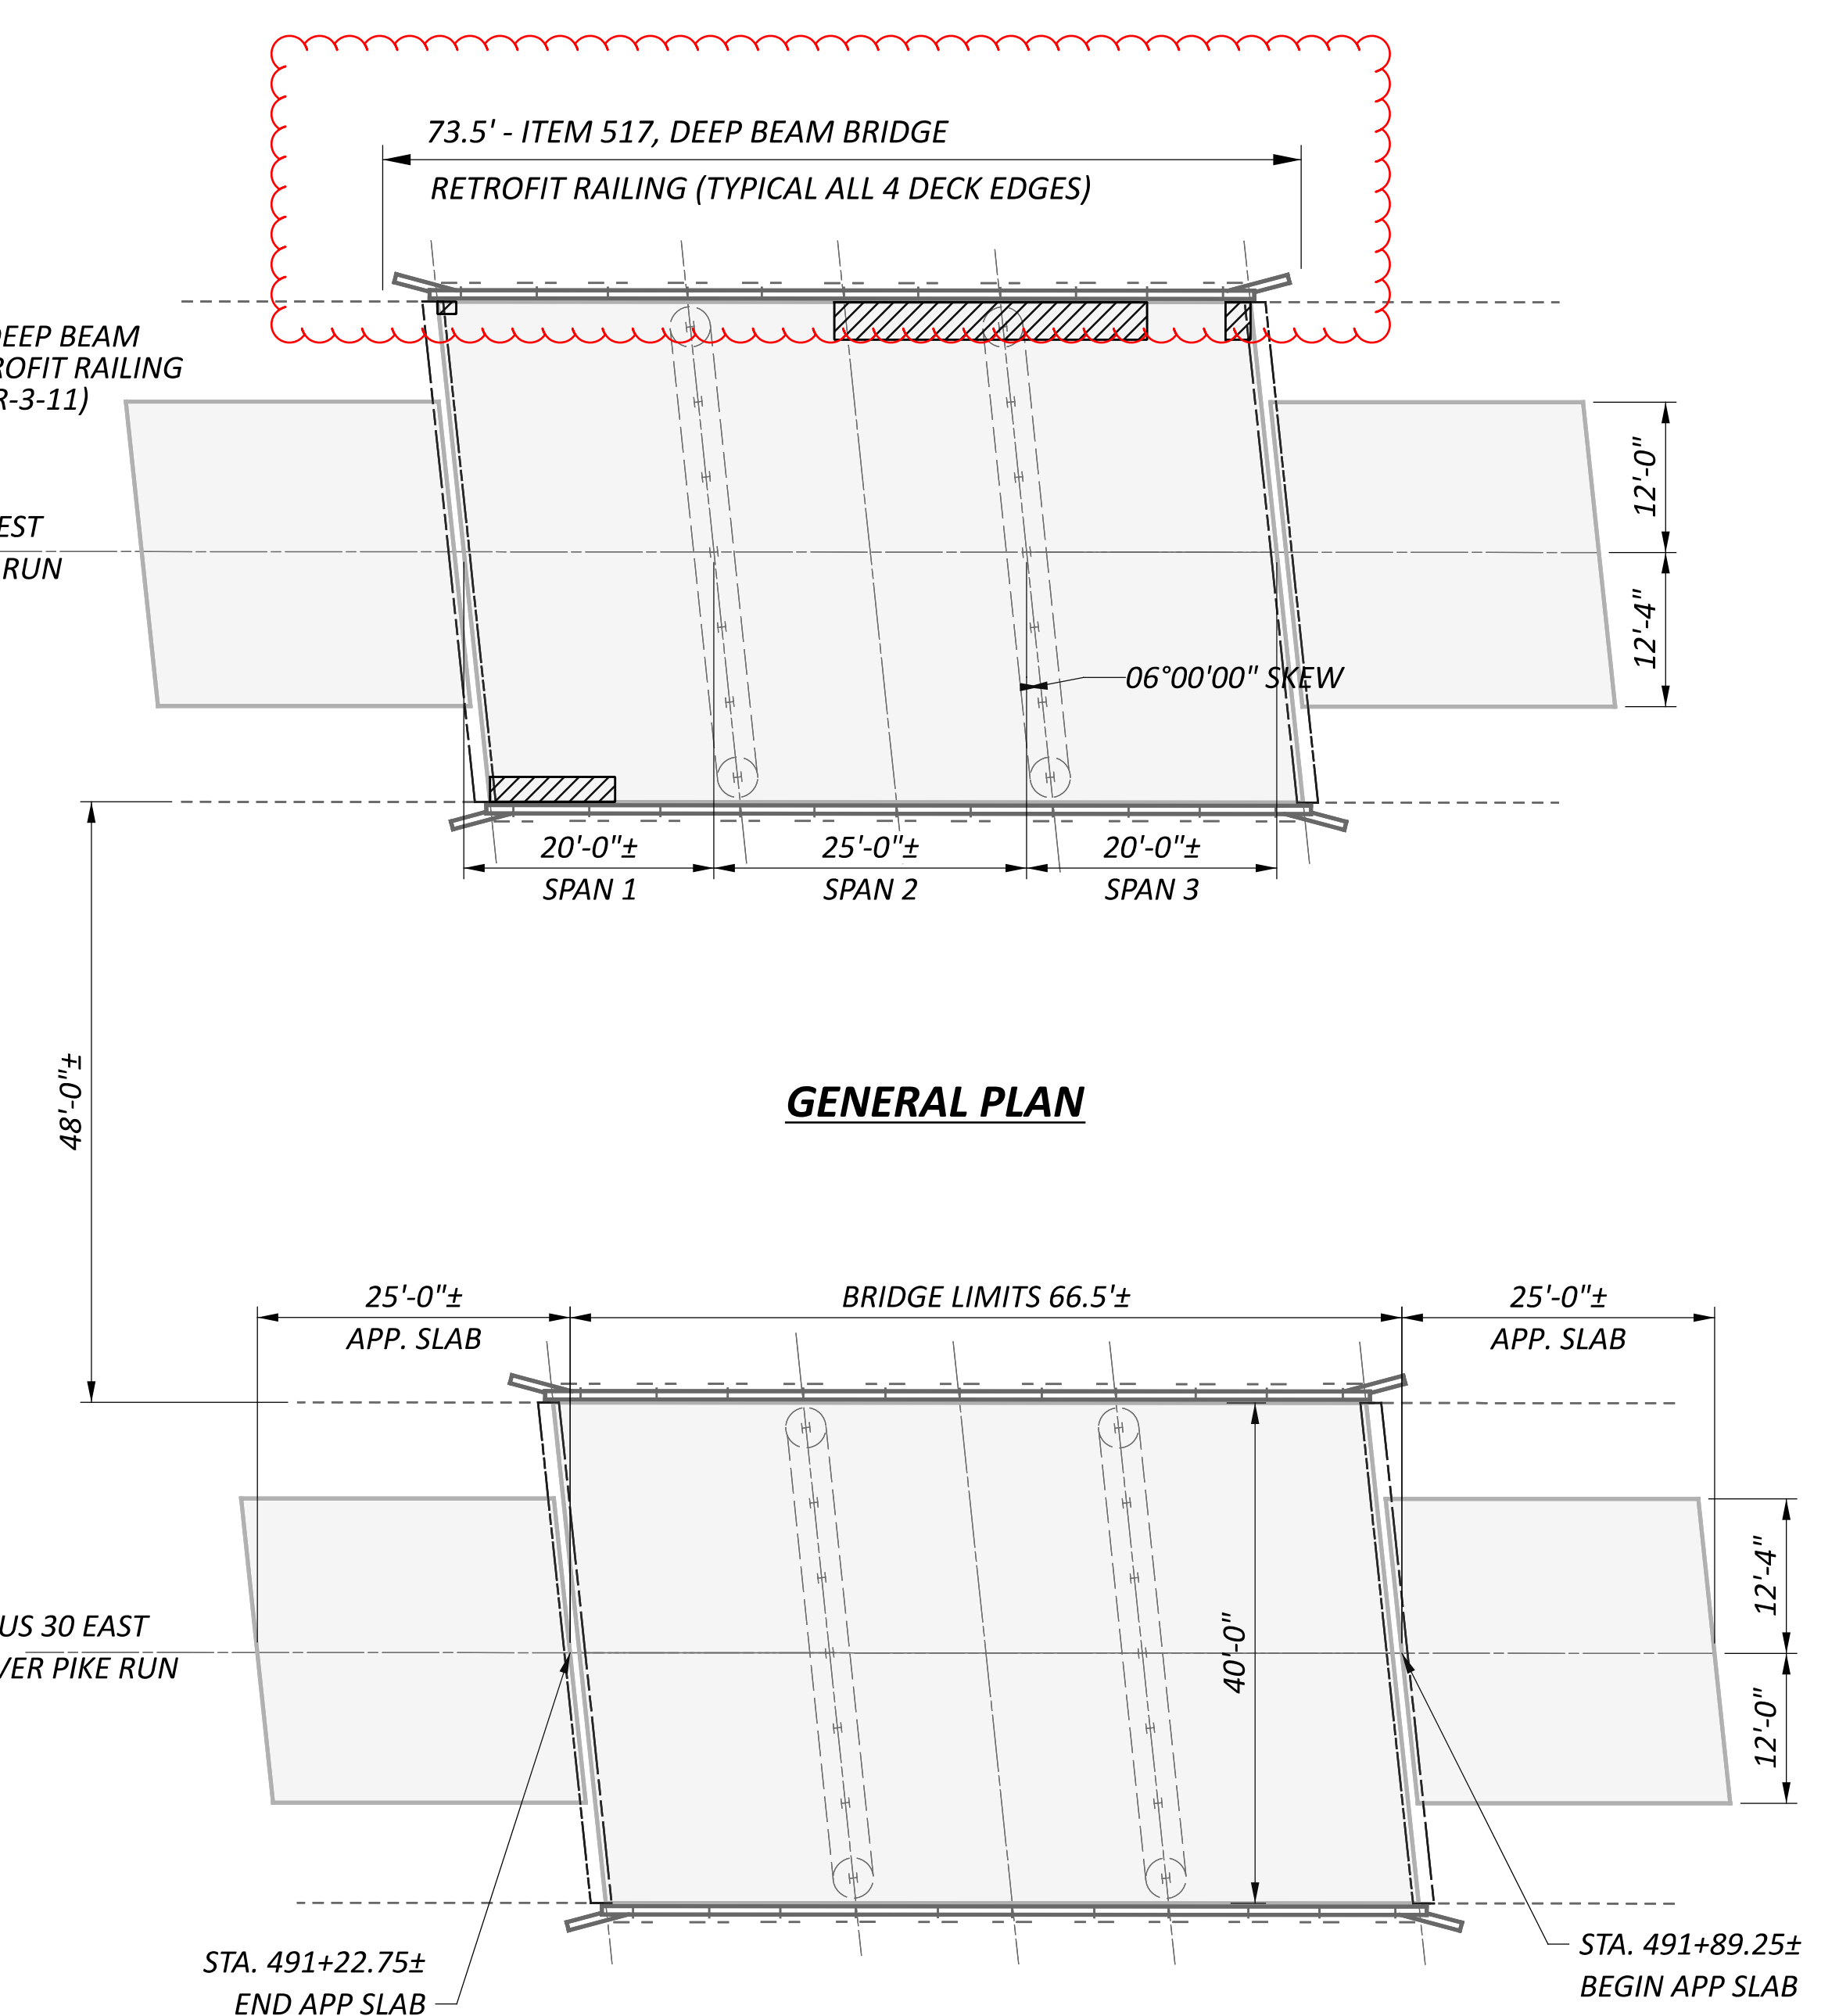 73.5' - ITEM 517, DEEP BEAM BRIDGE
RETROFIT RAILING (TYPICAL ALL 4 DECK EDGES)
DEEP BEAM
ROFIT RAILING
R-3-11)
12'-0"
EST
RUN
12'-4"
06°00'00" SKEW
20'-0"±
SPAN 1
25'-0"±
SPAN 2
20'-0"±
SPAN 3
48'-0"±
GENERAL PLAN
25'-0"±
APP. SLAB
BRIDGE LIMITS 66.5'±
25'-0"±
APP. SLAB
12'-4"
US 30 EAST
VER PIKE RUN
40'-0"
12'-0"
STA. 491+22.75±
END APP SLAB
STA. 491+89.25±
BEGIN APP SLAB